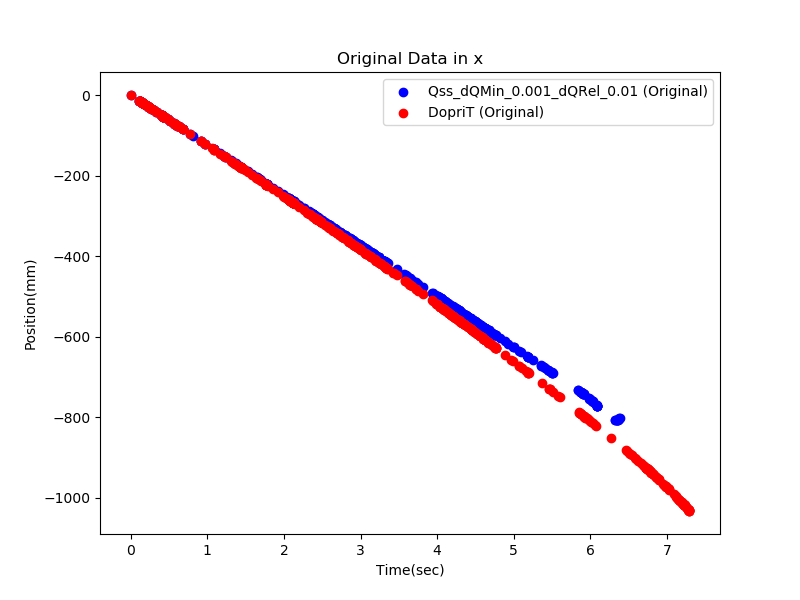 Original Data in x
Qss_dQMin_0.001_dQRel_0.01 (Original)
DopriT (Original)
0
−200
−400
−600
−800
−1000
Position(mm)
0 1 2 3 4 5 6 7
Time(sec)